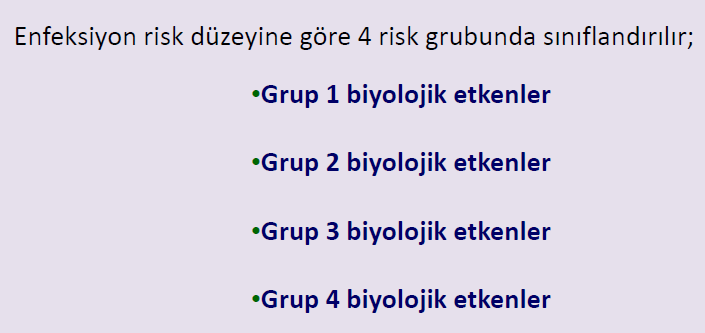 Enfeksiyon risk düzeyine göre 4 risk grubunda sınıflandırılır;
•Grup 1 biyolojik etkenler
•Grup 2 biyolojik etkenler
•Grup 3 biyolojik etkenler
•Grup 4 biyolojik etkenler